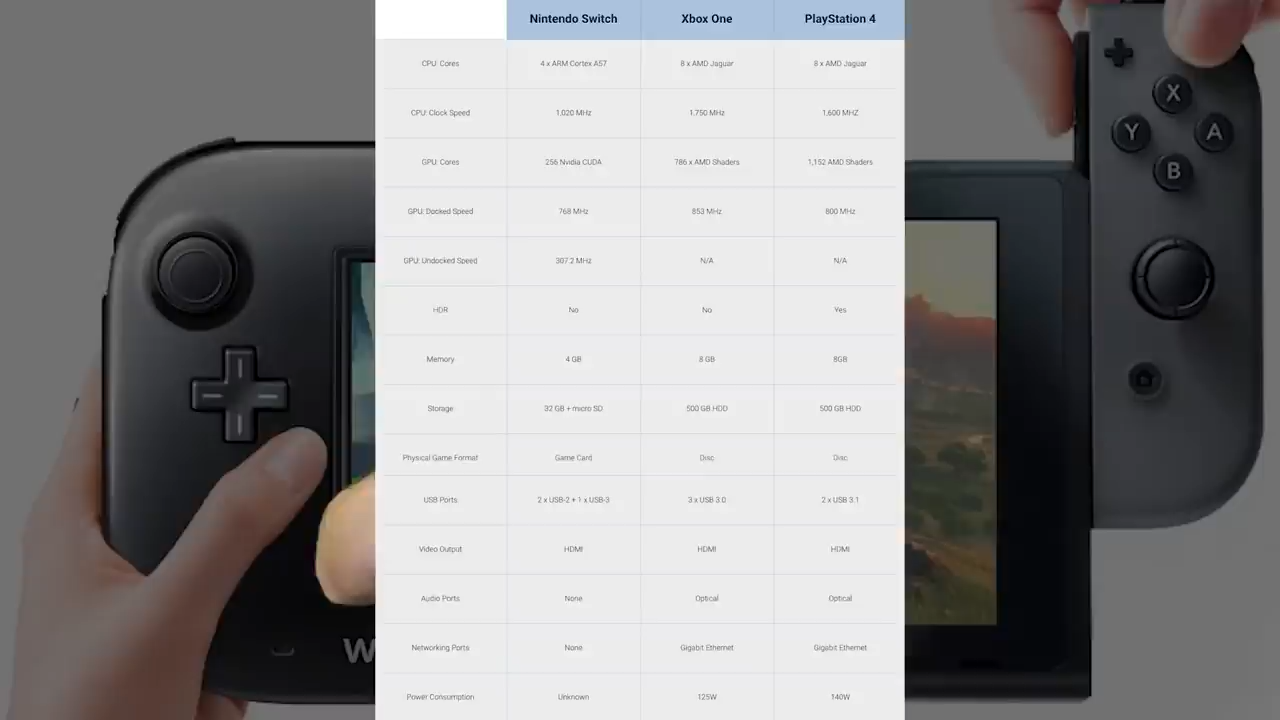 Nintendo Switch Xbox One PlayStation 4
CPU: Cores 4 x ARM Cortex A57 8 x AMD Jaguar 8 x AMD Jaguar
CPU: Clock Speed 1,020 MHz 1.750 MHz 1,600 MHZ
GPU: Cores 256 Nvidia CUDA 786 x AMD Shaders 1,152 AMD Shaders
GPU: Docked Speed 768 MHz 853 MHz 800 MHz
GPU: Undocked Speed 307.2 MHz N/A N/A
HDR No No Yes
Memory 4 GB 8 GB 8GB
Storage 32 GB + micro SD 500 GB HDD 500 GB HDD
Physical Game Format Game Card Disc Disc
USB Ports 2 x USB-2 + 1 x USB-3 3 x USB 3.0 2 x USB 3.1
Video Output HDMI HDMI HDMI
Audio Ports None Optical Optical
Networking Ports None Gigabit Ethernet Gigabit Ethernet
Power Consumption Unknown 125W 140W
X
Y A
B
W